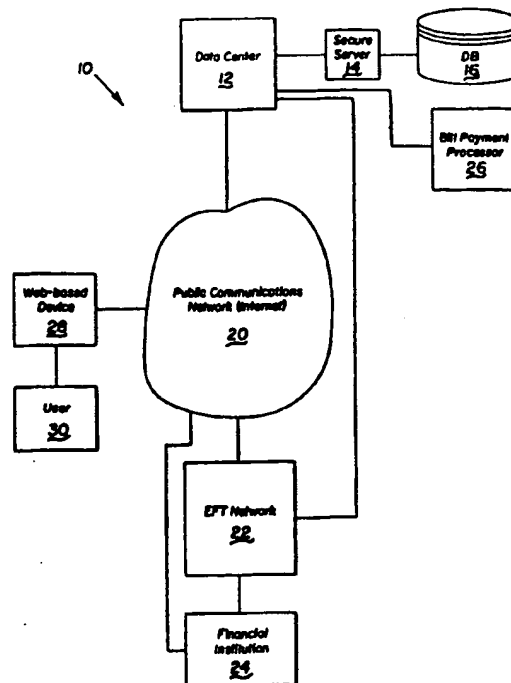 10
Data Center
12
Secure
Server
14
DB
16
Bill Payment
Processor
26
Public Communications
Network (Internet)
20
Web-based
Device
28
User
30
EFT Network
22
Financial
Institution
24